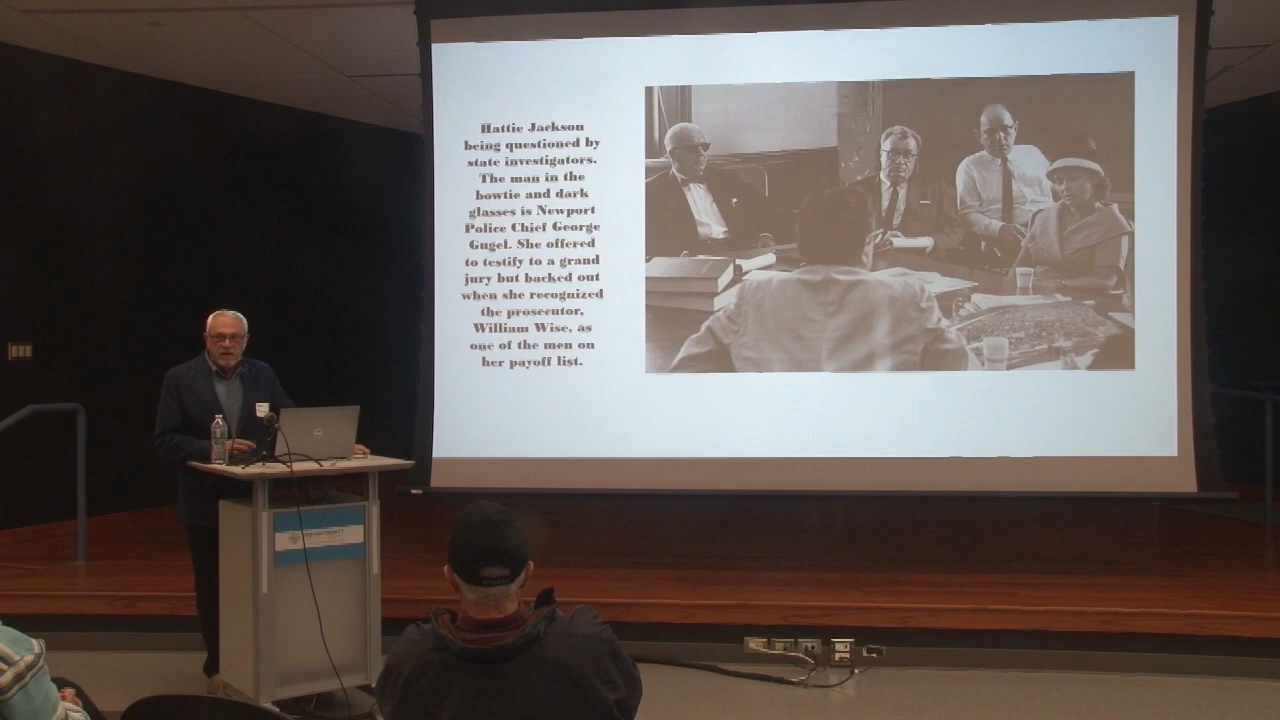 Hattie Jackson
being questioned by
state investigators.
The man in the
bowtie and dark
glasses is Newport
Police Chief George
Gugel. She offered
to testify to a grand
jury but backed out
when she recognized
the prosecutor,
William Wise, as
one of the men on
her payoff list.